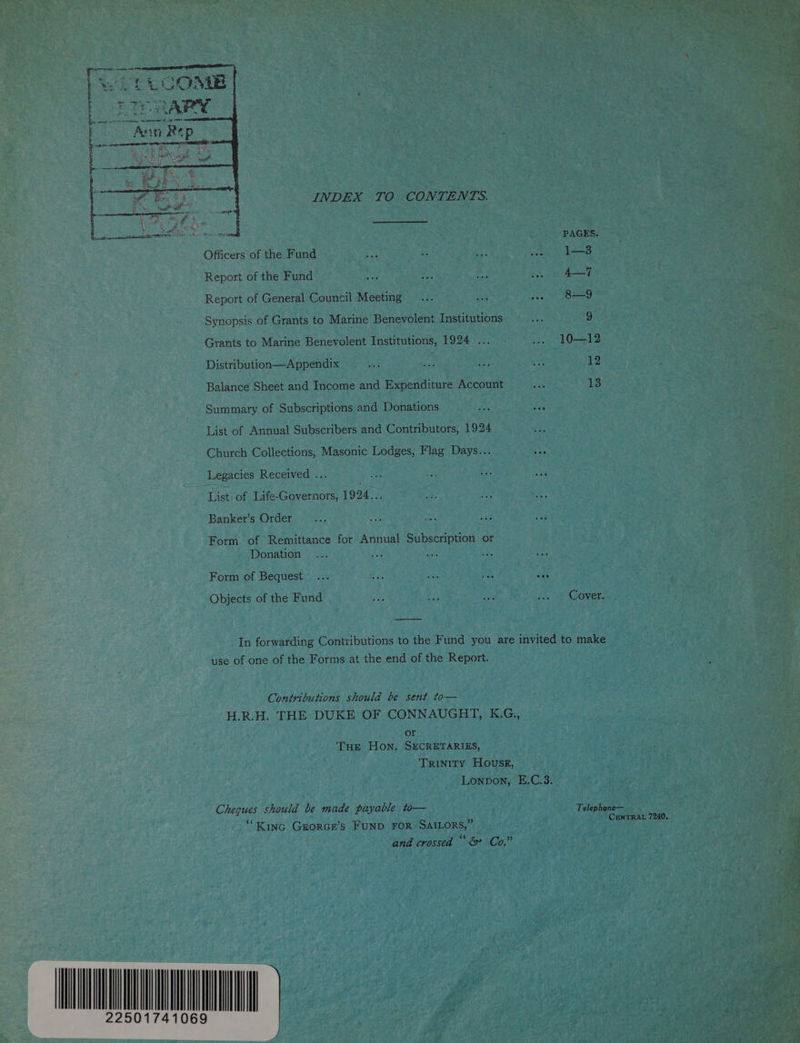 WELLCOME
LIBRARY
Ann Rep
INDEX TO CONTENTS.
PAGES.
Officers of the Fund ... ... ... ... 1—3
Report of the Fund ... ... ... ... 4—7
Report of General Council Meeting ... ... ... 8—9
Synopsis of Grants to Marine Benevolent Institutions ... 9
Grants to Marine Benevolent Institutions, 1924 ... ... 10—12
Distribution—Appendix ... ... ... ... 12
Balance Sheet and Income and Expenditure Account ... 13
Summary of Subscriptions and Donations ... ...
List of Annual Subscribers and Contributors, 1924 ...
Church Collections, Masonic Lodges, Flag Days... ...
Legacies Received ... ... ... ... ...
List of Life-Governors, 1924... ... ... ...
Banker's Order ... ... ... ... ...
Form of Remittance for Annual Subscription or
Donation ... ... ... ... ...
Form of Bequest ... ... ... ... ...
Objects of the Fund ... ... ... ... Cover.
In forwarding Contributions to the Fund you are invited to make
use of one of the Forms at the end of the Report.
Contributions should be sent to—
H.R.H. THE DUKE OF CONNAUGHT, K.G.,
or
THE HON. SECRETARIES,
TRINITY HOUSE,
LONDON, E.C.3.
Cheques should be made payable to—
"KING GEORGE'S FUND FOR SAILORS,"
and crossed "& Co."
Telephone—
CENTRAL 7240.
22501741069